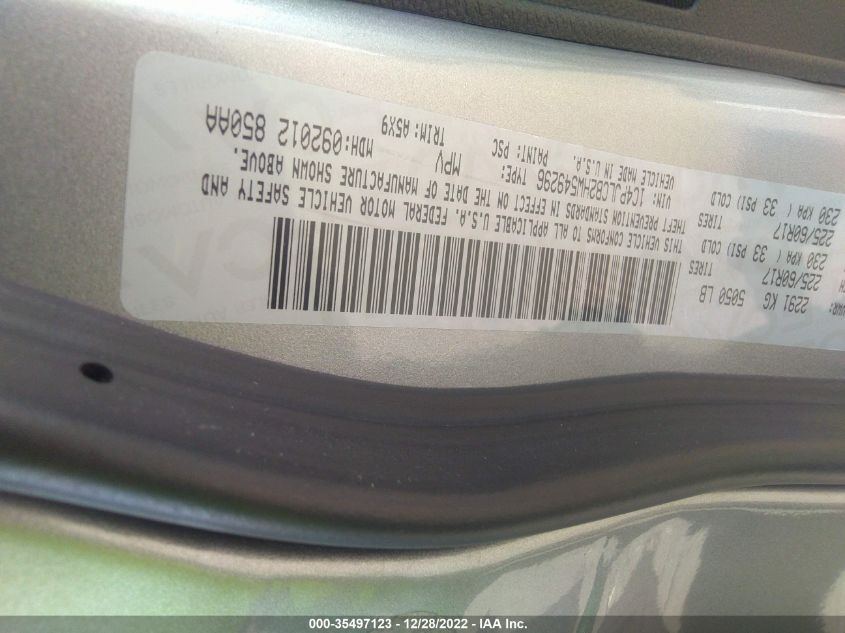 WR:
2291 KG
5050 LB
225/60R17
TIRES
230 KPA ( 33 PSI) COLD
225/60R17
TIRES
230 KPA ( 33 PSI) COLD
THIS VEHICLE CONFORMS TO ALL APPLICABLE U.S.A. FEDERAL MOTOR VEHICLE SAFETY AND
THEFT PREVENTION STANDARDS IN EFFECT ON THE DATE OF MANUFACTURE SHOWN ABOVE.
VIN: 1C4PJLCB2HW549296 TYPE: MPV MDH:092012 850AA
VEHICLE MADE IN U.S.A. PAINT: PSC TRIM: A5X9
000-35497123 - 12/28/2022 - IAAI.com